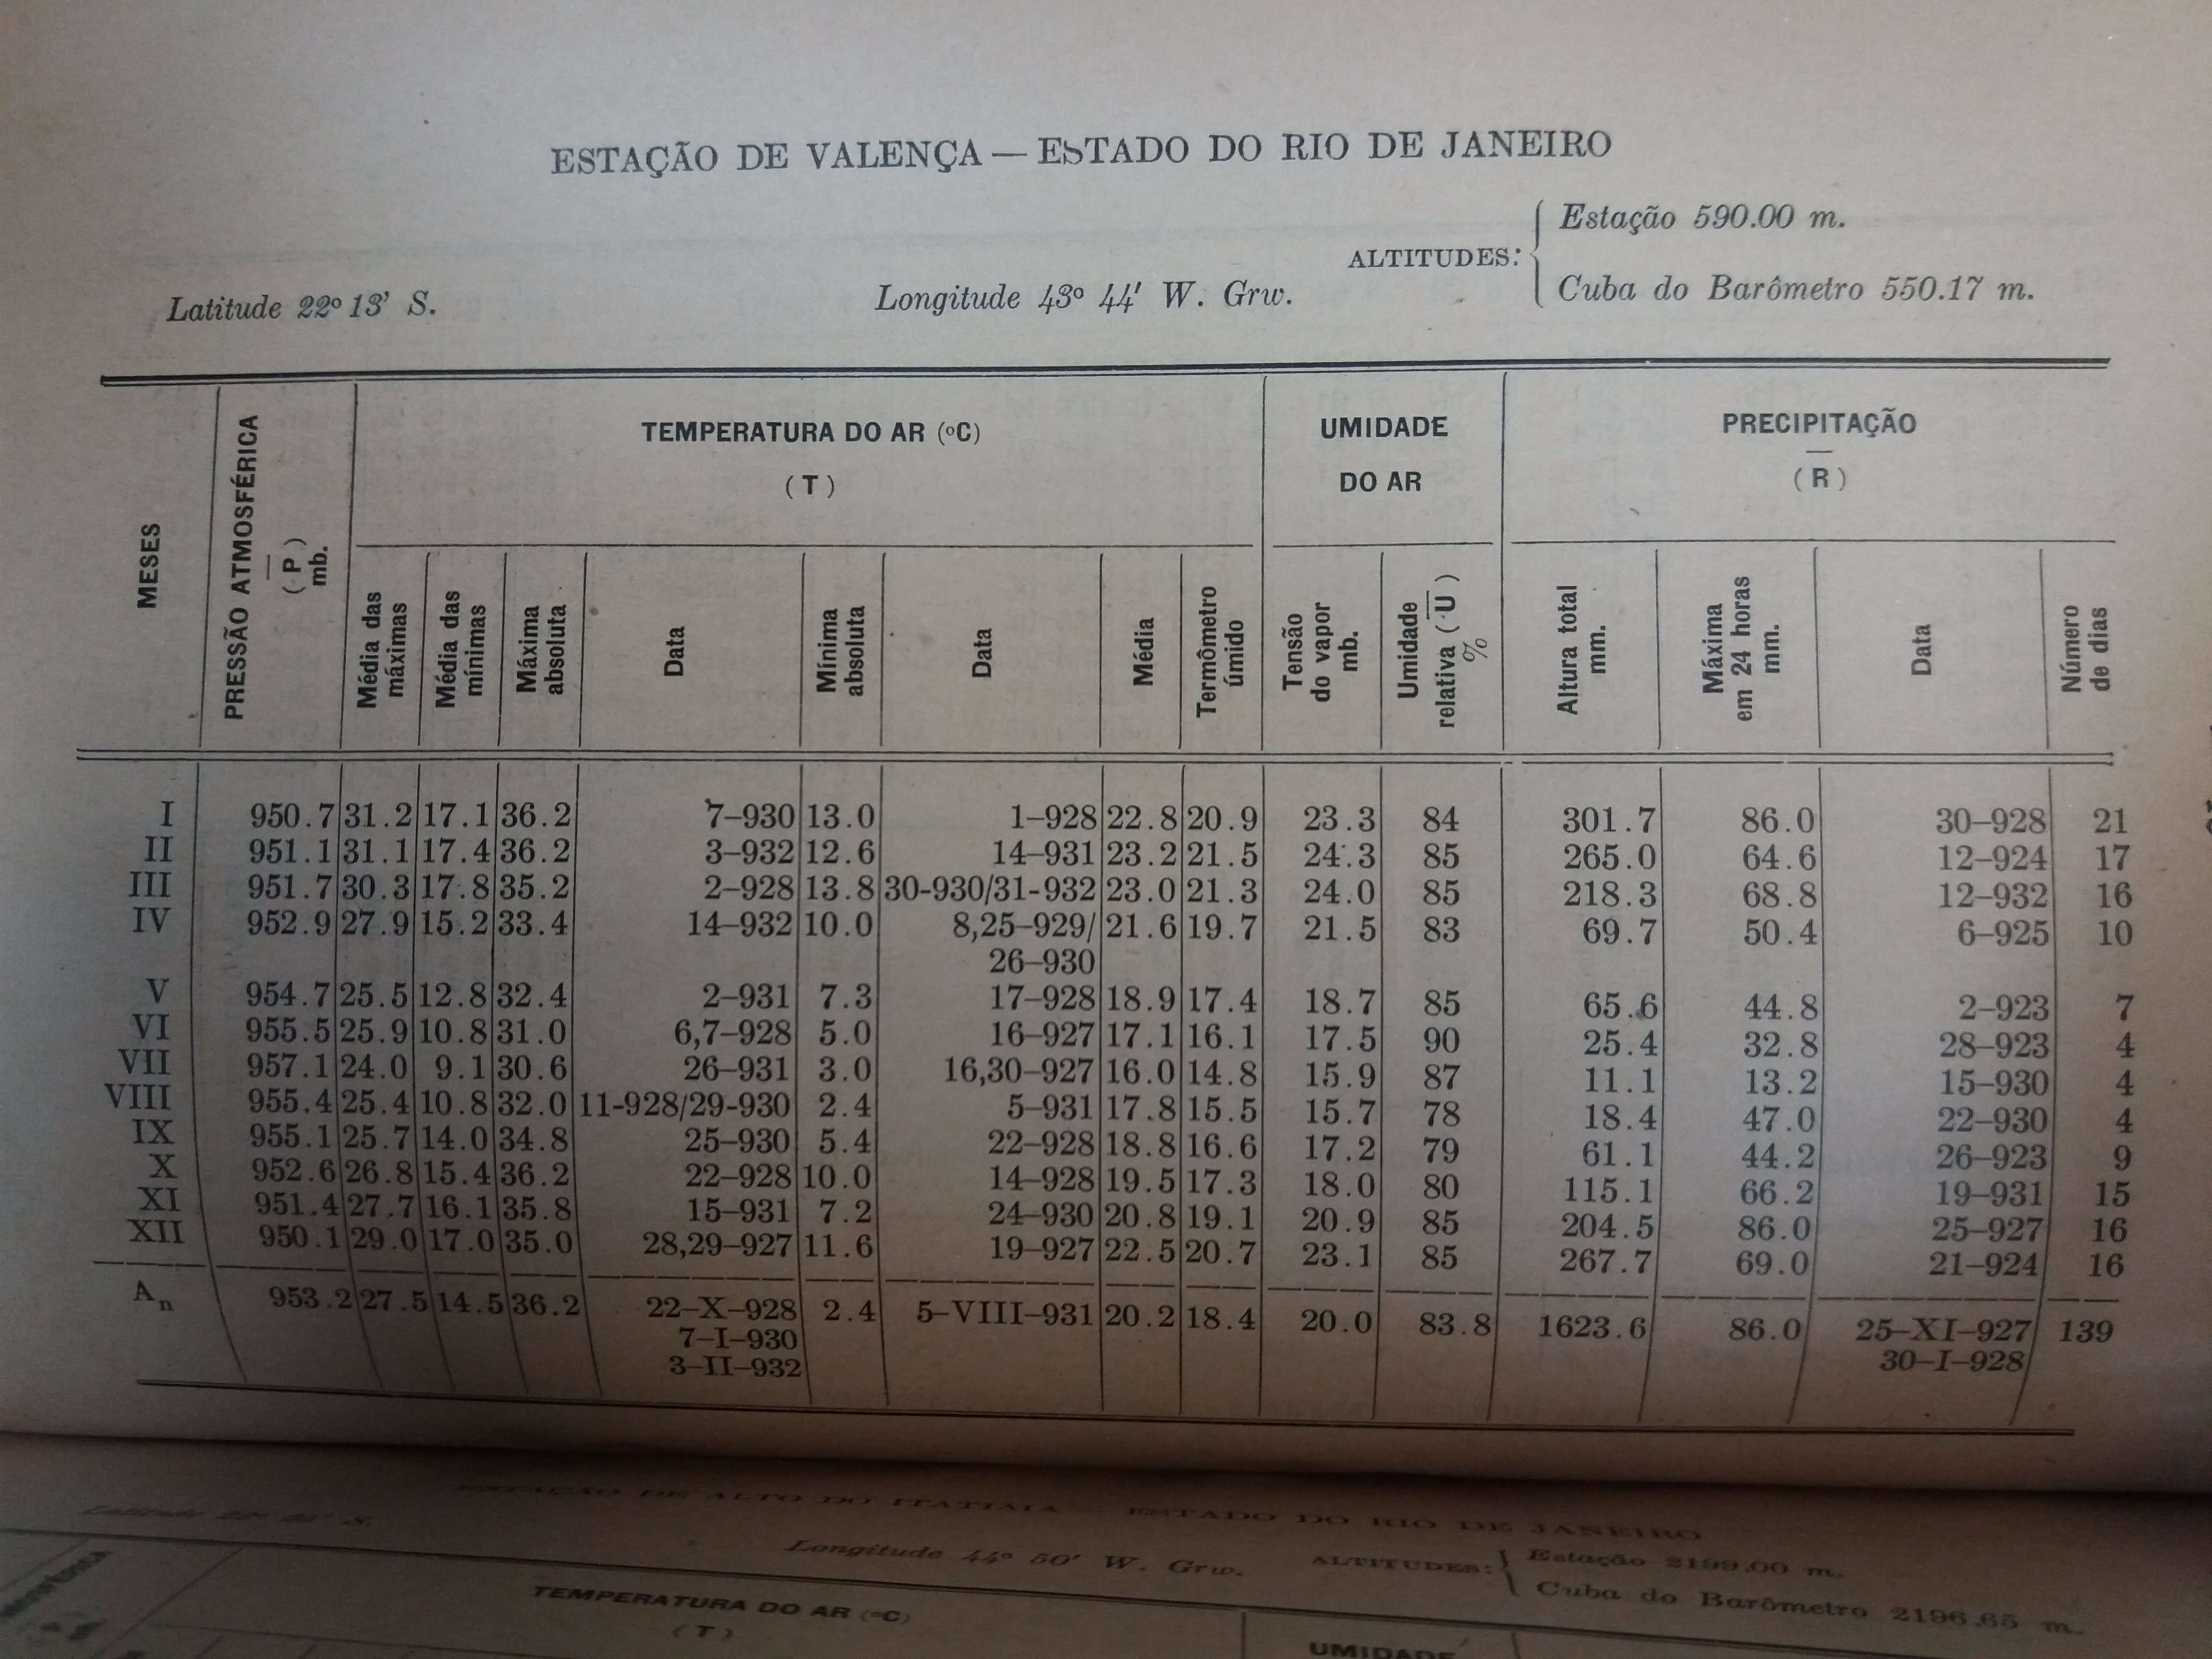 ESTAÇÃO DE VALENÇA — ESTADO DO RIO DE JANEIRO
Latitude 22º 13' S. Longitude 43º 44' W. Grw. ALTITUDES: Estação 590.00 m.
Cuba do Barômetro 550.17 m.
MESES
PRESSÃO ATMOSFÉRICA
(P)
mb.
TEMPERATURA DO AR (ºC)
(T)
Média das
máximas
Média das
mínimas
Máxima
absoluta
Data
Mínima
absoluta
Data
Média
Termômetro
úmido
UMIDADE
DO AR
Tensão
do vapor
mb.
Umidade
relativa (U)
%
PRECIPITAÇÃO
(R)
Altura total
mm.
Máxima
em 24 horas
mm.
Data
Número
de dias
I 950.7 31.2 17.1 36.2 7–930 13.0 1–928 22.8 20.9 23.3 84 301.7 86.0 30–928 21
II 951.1 31.1 17.4 36.2 3–932 12.6 14–931 23.2 21.5 24.3 85 265.0 64.6 12–924 17
III 951.7 30.3 17.8 35.2 2–928 13.8 30-930/31-932 23.0 21.3 24.0 85 218.3 68.8 12–932 16
IV 952.9 27.9 15.2 33.4 14–932 10.0 8,25–929/ 21.6 19.7 21.5 83 69.7 50.4 6–925 10
26–930
V 954.7 25.5 12.8 32.4 2–931 7.3 17–928 18.9 17.4 18.7 85 65.6 44.8 2–923 7
VI 955.5 25.9 10.8 31.0 6,7–928 5.0 16–927 17.1 16.1 17.5 90 25.4 32.8 28–923 4
VII 957.1 24.0 9.1 30.6 26–931 3.0 16,30–927 16.0 14.8 15.9 87 11.1 13.2 15–930 4
VIII 955.4 25.4 10.8 32.0 11-928/29-930 2.4 5–931 17.8 15.5 15.7 78 18.4 47.0 22–930 4
IX 955.1 25.7 14.0 34.8 25–930 5.4 22–928 18.8 16.6 17.2 79 61.1 44.2 26–923 9
X 952.6 26.8 15.4 36.2 22–928 10.0 14–928 19.5 17.3 18.0 80 115.1 66.2 19–931 15
XI 951.4 27.7 16.1 35.8 15–931 7.2 24–930 20.8 19.1 20.9 85 204.5 86.0 25–927 16
XII 950.1 29.0 17.0 35.0 28,29–927 11.6 19–927 22.5 20.7 23.1 85 267.7 69.0 21–924 16
An 953.2 27.5 14.5 36.2 22–X–928 2.4 5–VIII–931 20.2 18.4 20.0 83.8 1623.6 86.0 25–XI–927 139
7–I–930 30–I–928
3–II–932
ESTAÇÃO DE ALTO DO ITATIAIA — ESTADO DO RIO DE JANEIRO
Latitude S. Longitude 44º 50' W. Grw. ALTITUDES: Estação 2199.00 m.
Cuba do Barômetro 2196.65 m.
TEMPERATURA DO AR (ºC)
(T)
UMIDADE